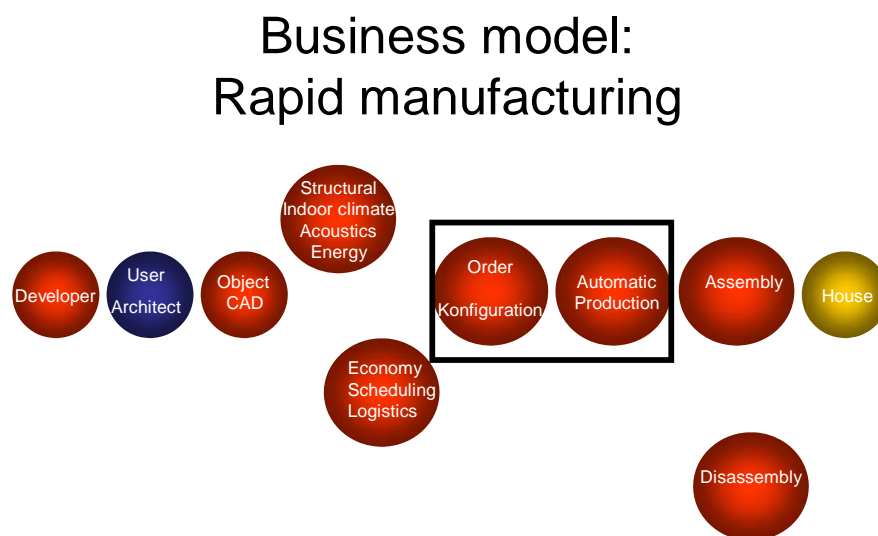 Business model:
Rapid manufacturing
Structural
Indoor climate
Acoustics
Energy
Developer
User
Architect
Object
CAD
Order
Konfiguration
Automatic
Production
Assembly
House
Economy
Scheduling
Logistics
Disassembly